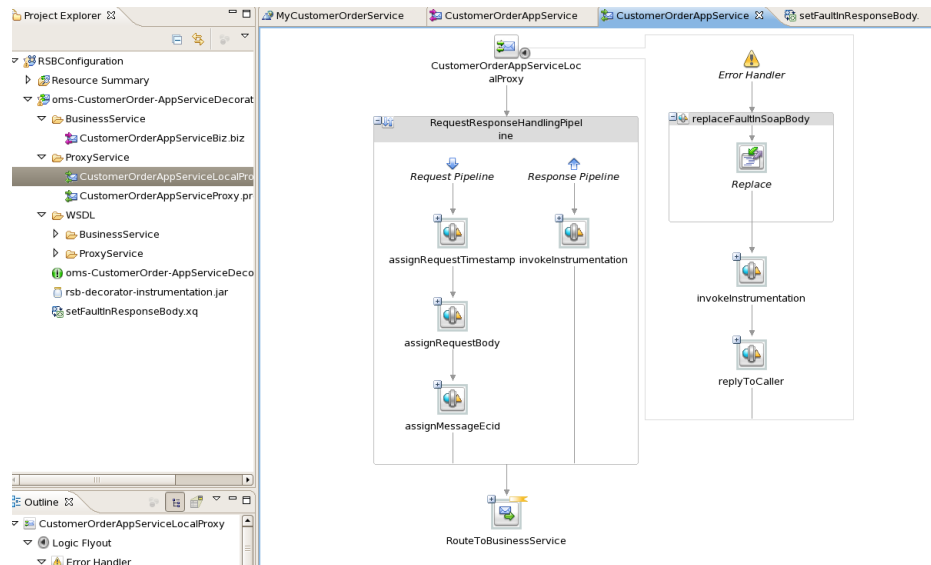 Project Explorer
MyCustomerOrderService
CustomerOrderAppService
CustomerOrderAppService
setFaultInResponseBody.
RSBConfiguration
Resource Summary
oms-CustomerOrder-AppServiceDecorat
BusinessService
CustomerOrderAppServiceBiz.biz
ProxyService
CustomerOrderAppServiceLocalPro
CustomerOrderAppServiceProxy.pr
WSDL
BusinessService
ProxyService
oms-CustomerOrder-AppServiceDeco
rsb-decorator-instrumentation.jar
setFaultInResponseBody.xq
Outline
CustomerOrderAppServiceLocalProxy
Logic Flyout
Error Handler
CustomerOrderAppServiceLoc
alProxy
RequestResponseHandlingPipel
ine
Request Pipeline
Response Pipeline
assignRequestTimestamp
invokeInstrumentation
assignRequestBody
assignMessageEcid
RouteToBusinessService
Error Handler
replaceFaultInSoapBody
Replace
invokeInstrumentation
replyToCaller